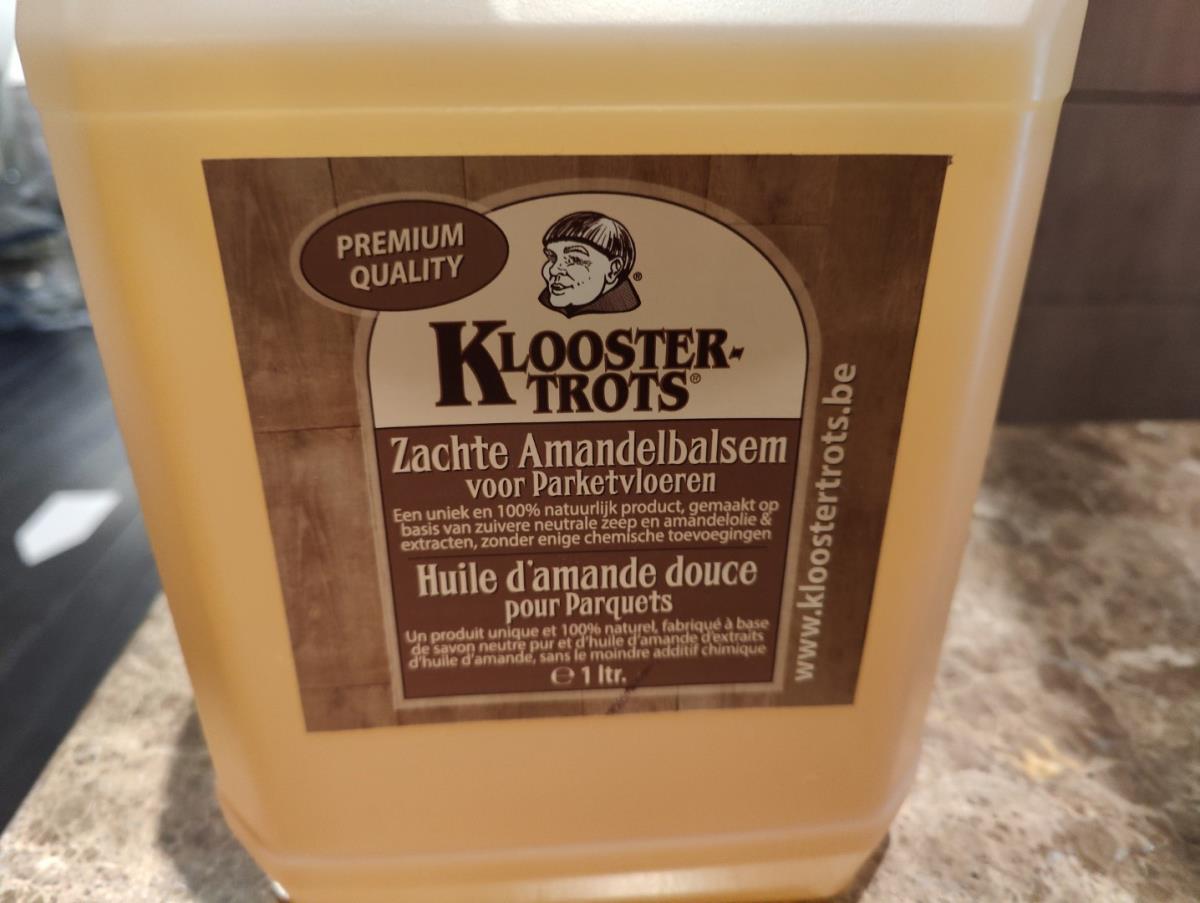 PREMIUM
QUALITY
®
KLOOSTER-
TROTS®
Zachte Amandelbalsem
voor Parketvloeren
Een uniek en 100% natuurlijk product, gemaakt op
basis van zuivere neutrale zeep en amandelolie &
extracten, zonder enige chemische toevoegingen
Huile d'amande douce
pour Parquets
Un produit unique et 100% naturel, fabriqué à base
de savon neutre pur et d'huile d'amande d'extraits
d'huile d'amande, sans le moindre additif chimique
℮ 1 ltr.
www.kloostertrots.be